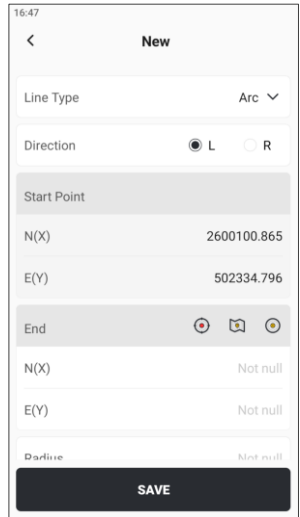 16:47
New
Line Type Arc
Direction L R
Start Point
N(X) 2600100.865
E(Y) 502334.796
End
N(X) Not null
E(Y) Not null
Radius Not null
SAVE